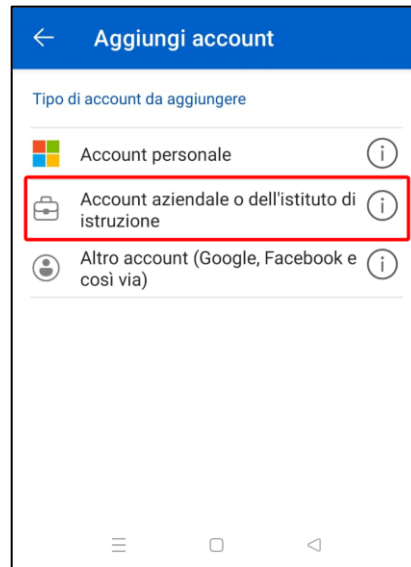 Aggiungi account
Tipo di account da aggiungere
Account personale
Account aziendale o dell'istituto di
istruzione
Altro account (Google, Facebook e
così via)